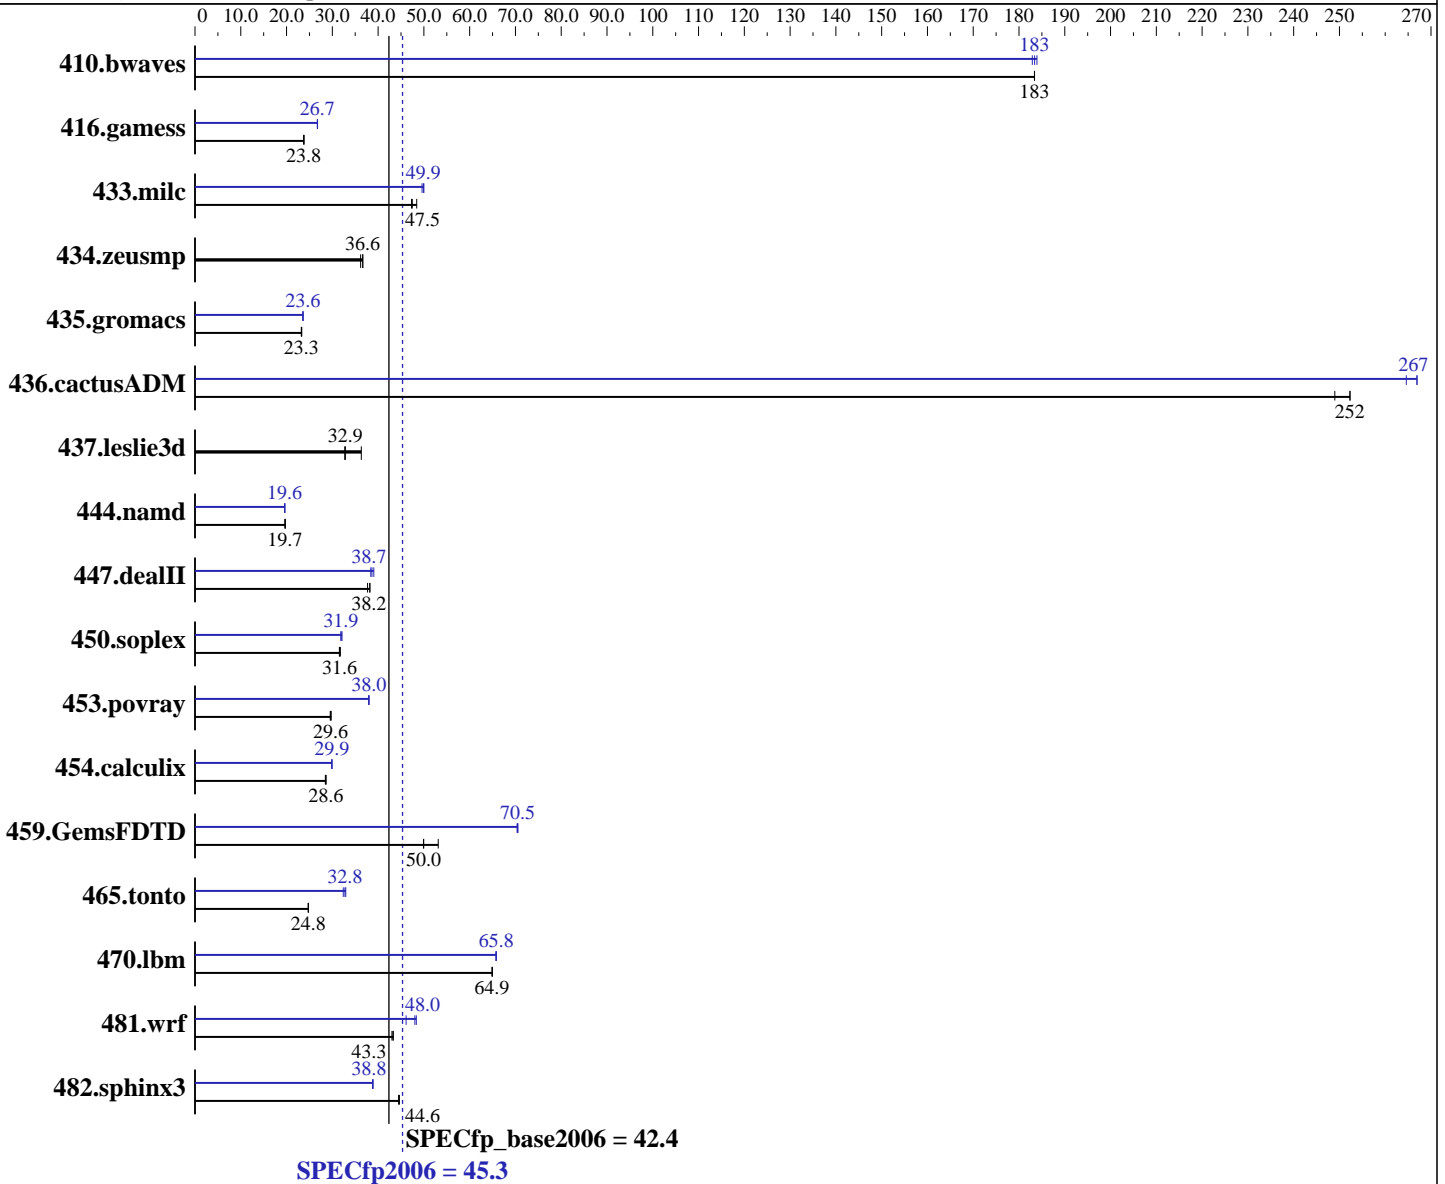 0 10.0 20.0 30.0 40.0 50.0 60.0 70.0 80.0 90.0 100 110 120 130 140 150 160 170 180 190 200 210 220 230 240 250 270
410.bwaves 183
183
416.gamess 26.7
23.8
433.milc 49.9
47.5
434.zeusmp 36.6
435.gromacs 23.6
23.3
436.cactusADM 267
252
437.leslie3d 32.9
444.namd 19.6
19.7
447.dealII 38.7
38.2
450.soplex 31.9
31.6
453.povray 38.0
29.6
454.calculix 29.9
28.6
459.GemsFDTD 70.5
50.0
465.tonto 32.8
24.8
470.lbm 65.8
64.9
481.wrf 48.0
43.3
482.sphinx3 38.8
44.6
SPECfp_base2006 = 42.4
SPECfp2006 = 45.3